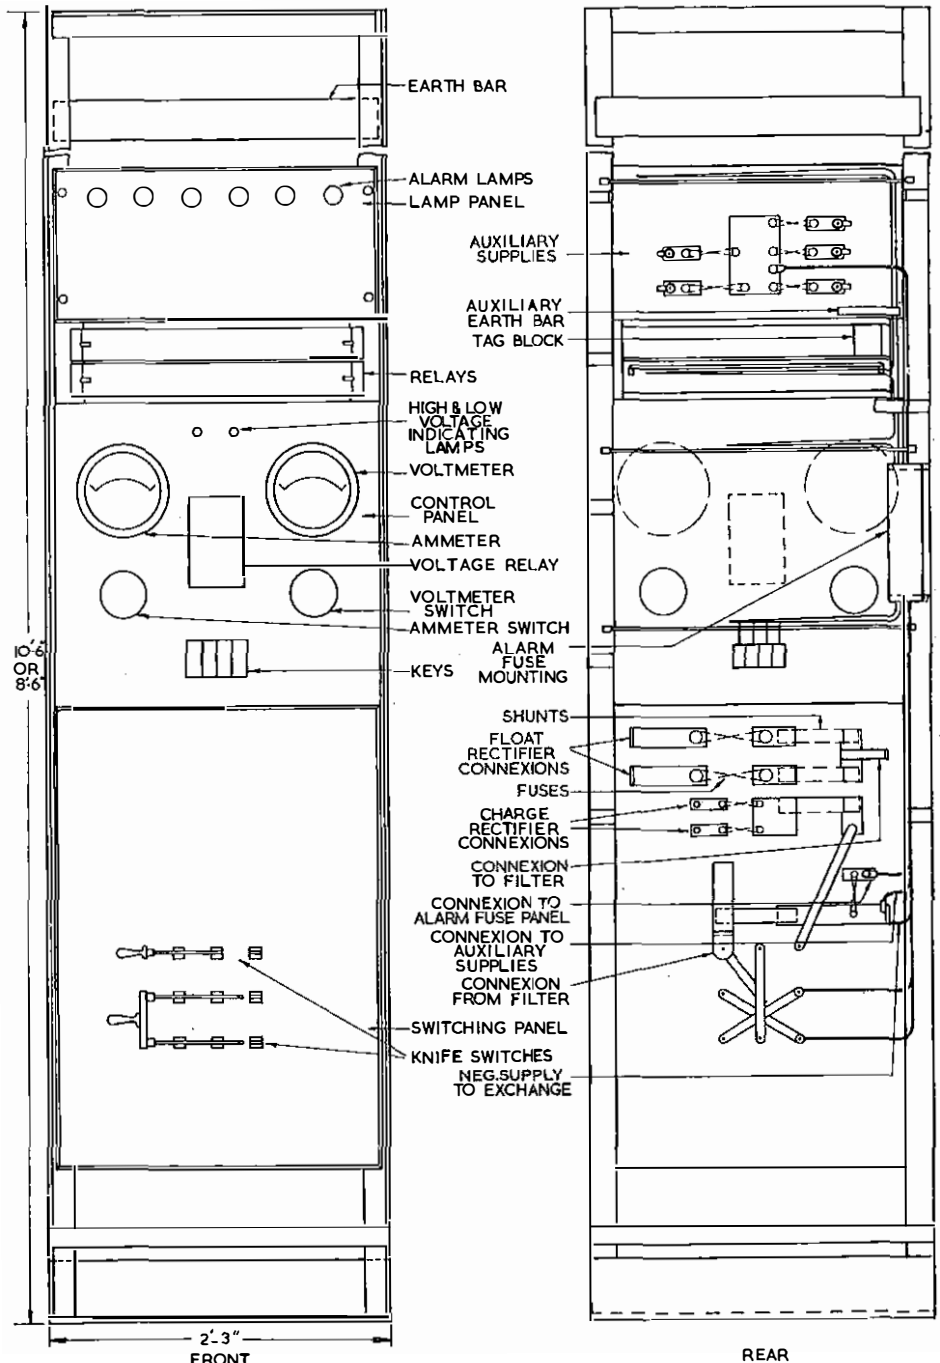 EARTH BAR
ALARM LAMPS
LAMP PANEL
AUXILIARY
SUPPLIES
AUXILIARY
EARTH BAR
TAG BLOCK
RELAYS
HIGH & LOW
VOLTAGE
INDICATING
LAMPS
VOLTMETER
CONTROL
PANEL
AMMETER
VOLTAGE RELAY
VOLTMETER
SWITCH
AMMETER SWITCH
ALARM
FUSE
MOUNTING
KEYS
10'-6"
OR
8'6"
SHUNTS
FLOAT
RECTIFIER
CONNEXIONS
FUSES
CHARGE
RECTIFIER
CONNEXIONS
CONNEXION
TO FILTER
CONNEXION TO
ALARM FUSE PANEL
CONNEXION TO
AUXILIARY
SUPPLIES
CONNEXION
FROM FILTER
SWITCHING PANEL
KNIFE SWITCHES
NEG. SUPPLY
TO EXCHANGE
2'-3"
FRONT
REAR